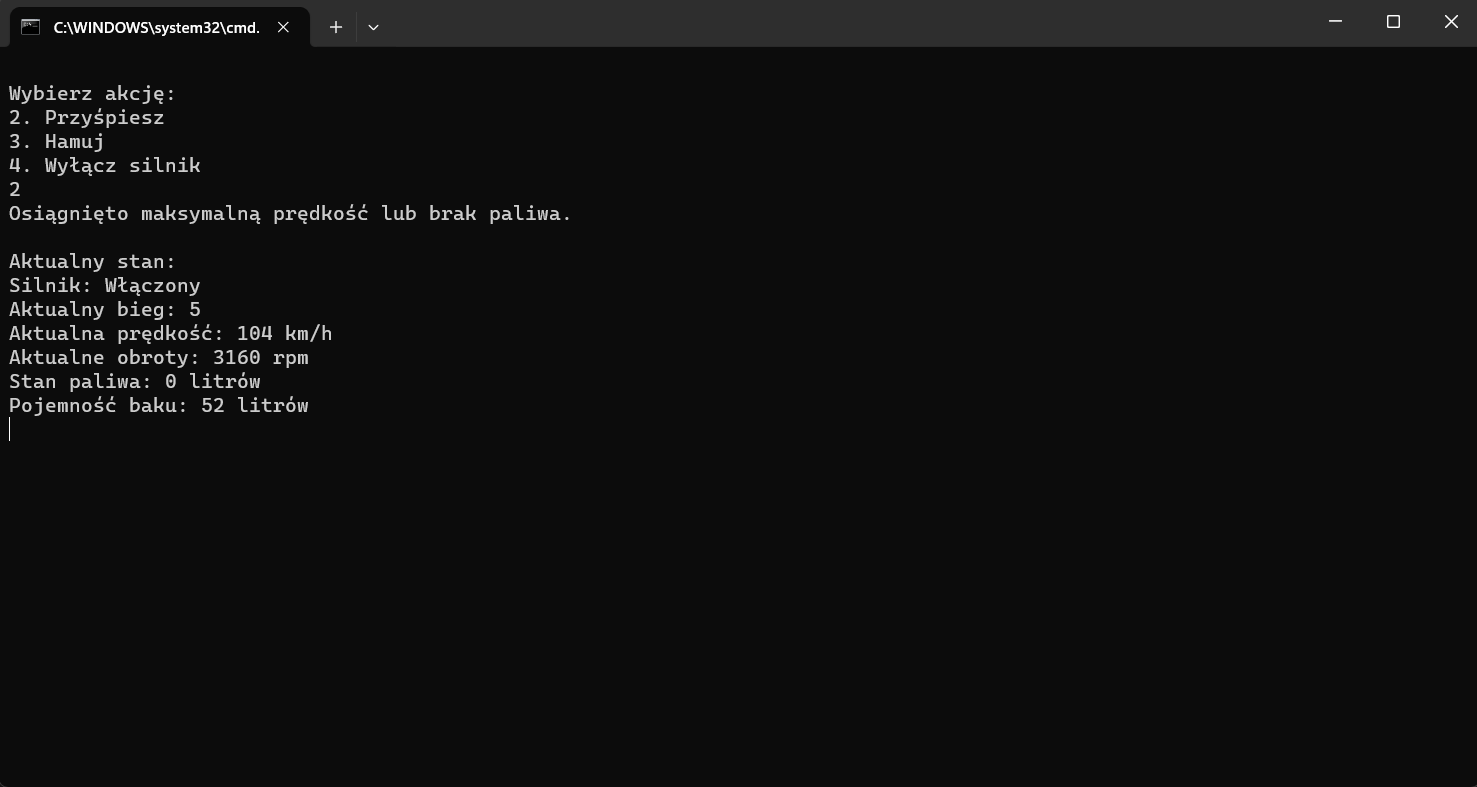 C:\WINDOWS\system32\cmd.
Wybierz akcję:
2. Przyśpiesz
3. Hamuj
4. Wyłącz silnik
2
Osiągnięto maksymalną prędkość lub brak paliwa.
Aktualny stan:
Silnik: Włączony
Aktualny bieg: 5
Aktualna prędkość: 104 km/h
Aktualne obroty: 3160 rpm
Stan paliwa: 0 litrów
Pojemność baku: 52 litrów